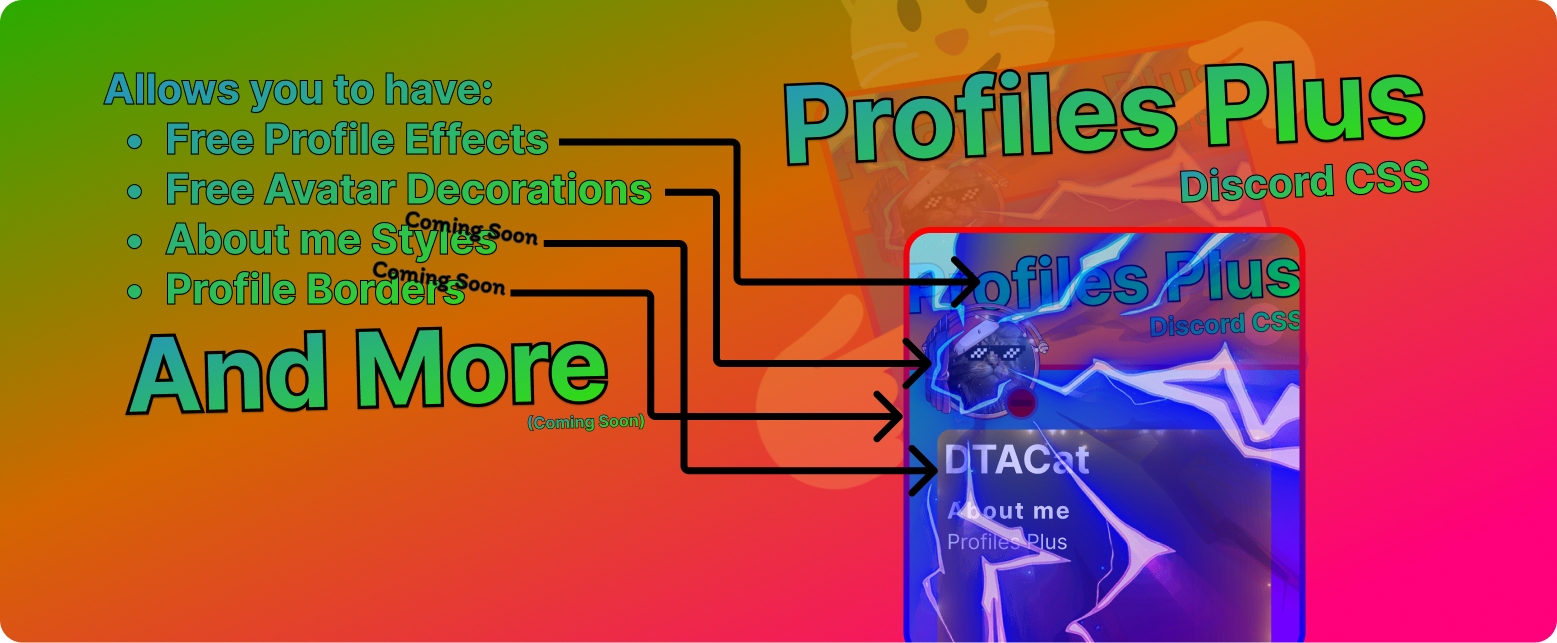 Allows you to have:
• Free Profile Effects
• Free Avatar Decorations
• About me Styles
Coming Soon
• Profile Borders
Coming Soon
And More
(Coming Soon)
Profiles Plus
Discord CSS
Profiles Plus
Discord CSS
DTACat
About me
Profiles Plus